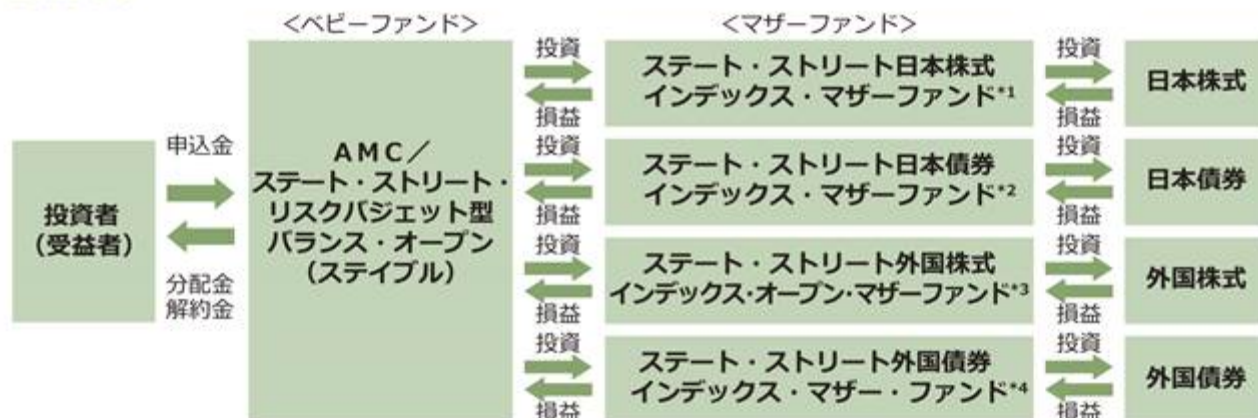 ＜ベビーファンド＞
＜マザーファンド＞
投資者
（受益者）
申込金
分配金
解約金
ＡＭＣ／
ステート・ストリート・
リスクバジェット型
バランス・オープン
（ステイブル）
投資
損益
ステート・ストリート日本株式
インデックス・マザーファンド*1
投資
損益
日本株式
投資
損益
ステート・ストリート日本債券
インデックス・マザーファンド*2
投資
損益
日本債券
投資
損益
ステート・ストリート外国株式
インデックス・オープン・マザーファンド*3
投資
損益
外国株式
投資
損益
ステート・ストリート外国債券
インデックス・マザー・ファンド*4
投資
損益
外国債券